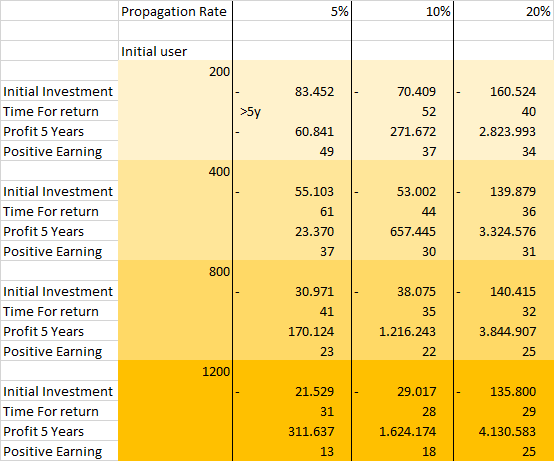 Propagation Rate 5% 10% 20%
Initial user
200
Initial Investment - 83.452 - 70.409 - 160.524
Time For return >5y 52 40
Profit 5 Years - 60.841 271.672 2.823.993
Positive Earning 49 37 34
400
Initial Investment - 55.103 - 53.002 - 139.879
Time For return 61 44 36
Profit 5 Years 23.370 657.445 3.324.576
Positive Earning 37 30 31
800
Initial Investment - 30.971 - 38.075 - 140.415
Time For return 41 35 32
Profit 5 Years 170.124 1.216.243 3.844.907
Positive Earning 23 22 25
1200
Initial Investment - 21.529 - 29.017 - 135.800
Time For return 31 28 29
Profit 5 Years 311.637 1.624.174 4.130.583
Positive Earning 13 18 25